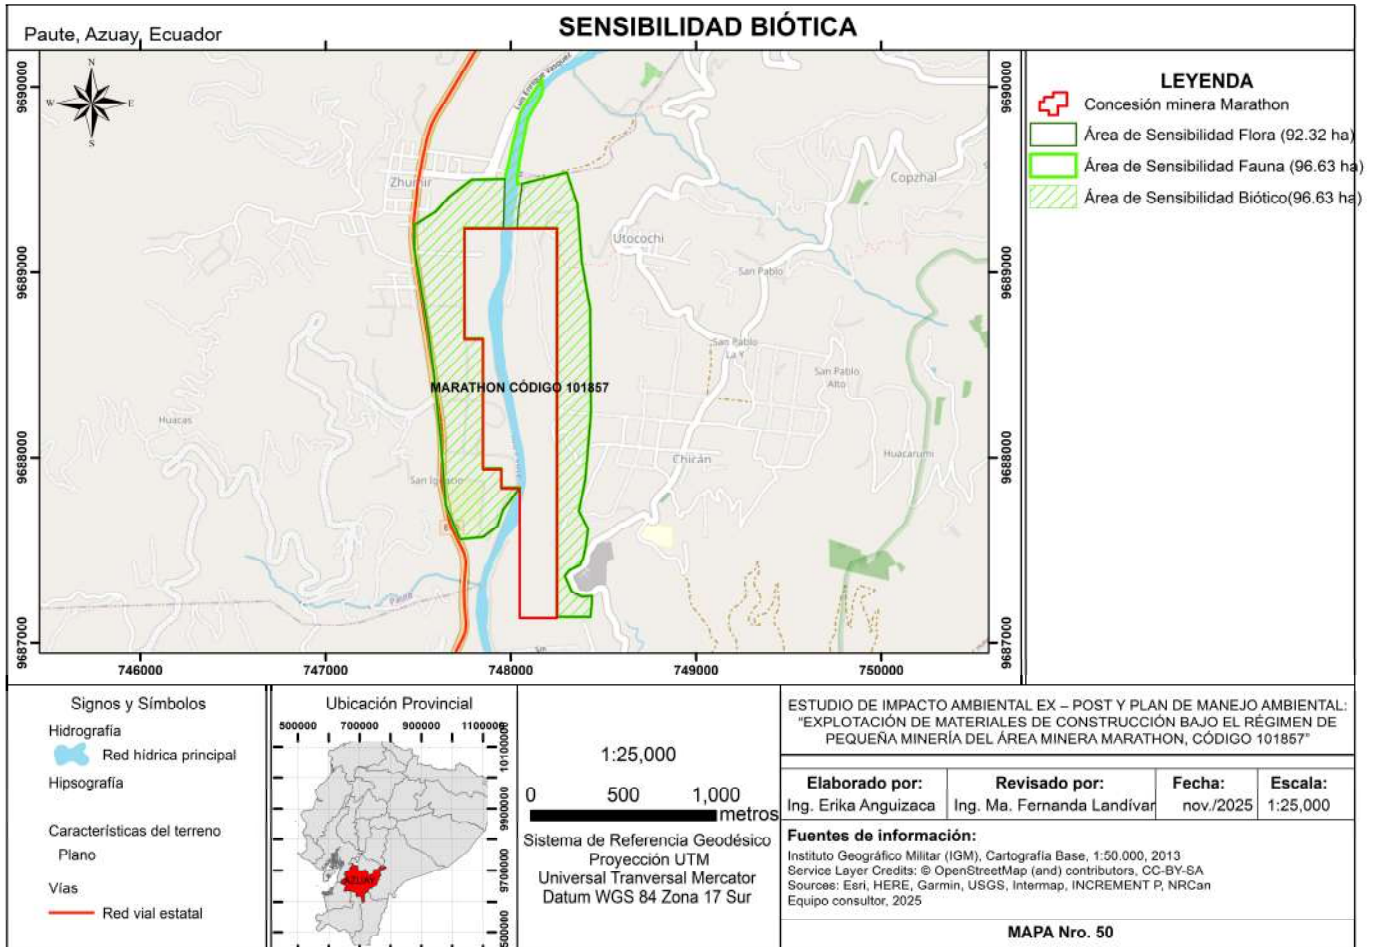 Paute, Azuay, Ecuador
SENSIBILIDAD BIÓTICA
9690000
9689000
9688000
9687000
9690000
9689000
9688000
9687000
746000
747000
748000
749000
750000
N
W
E
S
Luis Enrique Vasquez
Zhumir
Copzhal
Utocochi
San Pablo
San Pablo
La Y
San Pablo
Alto
MARATHON CÓDIGO 101857
Huacas
Chicán
Huacarumi
San Ignacio
Paute
LEYENDA
Concesión minera Marathon
Área de Sensibilidad Flora (92.32 ha)
Área de Sensibilidad Fauna (96.63 ha)
Área de Sensibilidad Biótico(96.63 ha)
Signos y Símbolos
Hidrografía
Red hídrica principal
Hipsografía
Características del terreno
Plano
Vías
Red vial estatal
Ubicación Provincial
500000 700000 900000 1100000
10100000
9900000
9700000
9500000
AZUAY
1:25,000
0 500 1,000
metros
Sistema de Referencia Geodésico
Proyección UTM
Universal Tranversal Mercator
Datum WGS 84 Zona 17 Sur
ESTUDIO DE IMPACTO AMBIENTAL EX – POST Y PLAN DE MANEJO AMBIENTAL:
"EXPLOTACIÓN DE MATERIALES DE CONSTRUCCIÓN BAJO EL RÉGIMEN DE
PEQUEÑA MINERÍA DEL ÁREA MINERA MARATHON, CÓDIGO 101857"
Elaborado por:
Ing. Erika Anguizaca
Revisado por:
Ing. Ma. Fernanda Landívar
Fecha:
nov./2025
Escala:
1:25,000
Fuentes de información:
Instituto Geográfico Militar (IGM), Cartografía Base, 1:50.000, 2013
Service Layer Credits: © OpenStreetMap (and) contributors, CC-BY-SA
Sources: Esri, HERE, Garmin, USGS, Intermap, INCREMENT P, NRCan
Equipo consultor, 2025
MAPA Nro. 50